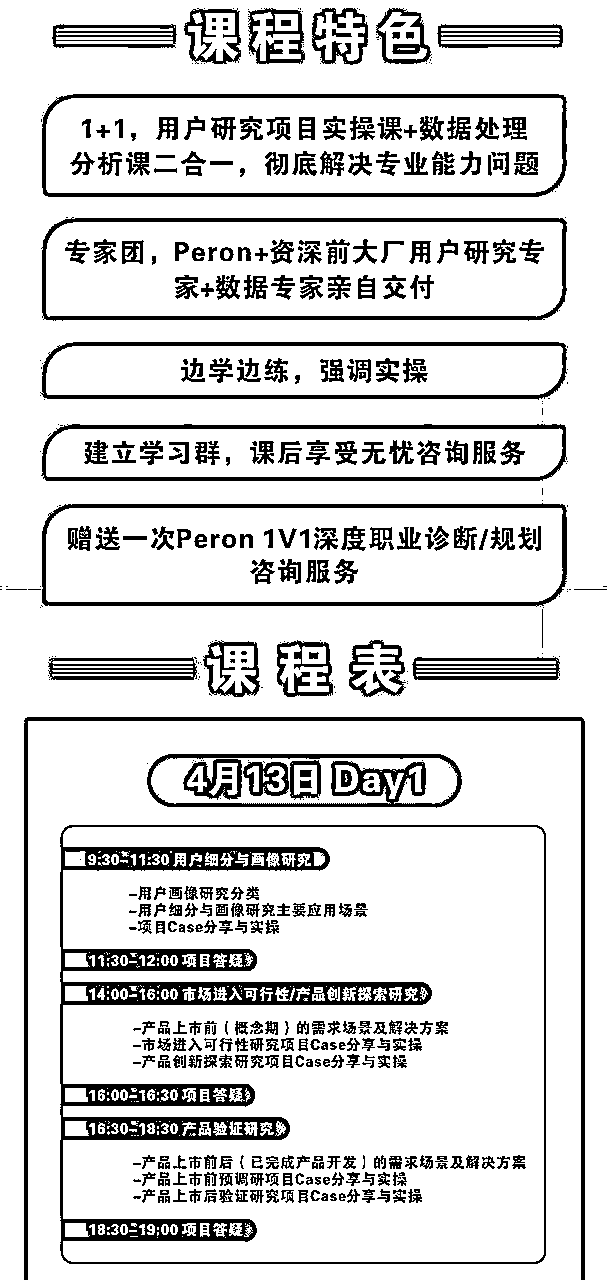 课程特色
1+1，用户研究项目实操课+数据处理
分析课二合一，彻底解决专业能力问题
专家团，Peron+资深前大厂用户研究专
家+数据专家亲自交付
边学边练，强调实操
建立学习群，课后享受无忧咨询服务
赠送一次Peron 1V1深度职业诊断/规划
咨询服务
课程表
4月13日 Day1
9:30-11:30 用户细分与画像研究
-用户画像研究分类
-用户细分与画像研究主要应用场景
-项目Case分享与实操
11:30-12:00 项目答疑
14:00-16:00 市场进入可行性/产品创新探索研究
-产品上市前（概念期）的需求场景及解决方案
-市场进入可行性研究项目Case分享与实操
-产品创新探索研究项目Case分享与实操
16:00-16:30 项目答疑
16:30-18:30 产品验证研究
-产品上市前后（已完成产品开发）的需求场景及解决方案
-产品上市前预调研项目Case分享与实操
-产品上市后验证研究项目Case分享与实操
18:30-19:00 项目答疑